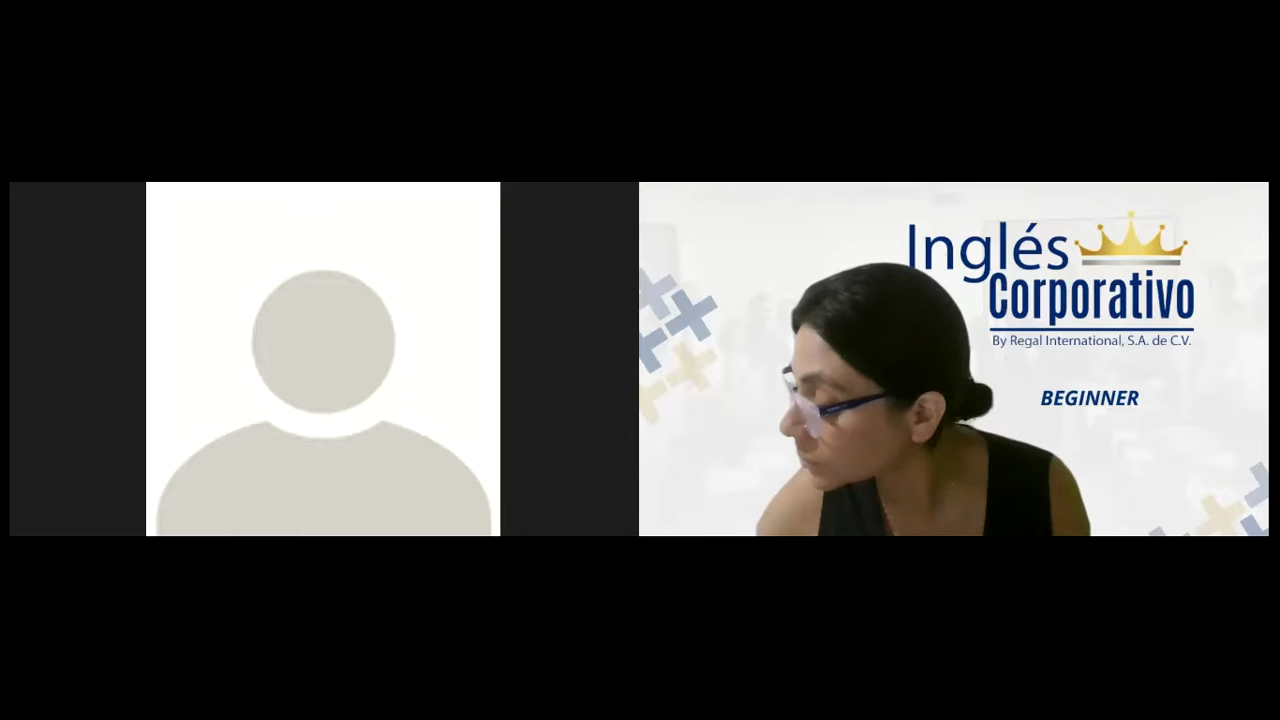 Inglés
Corporativo
By Regal International, S.A. de C.V.
BEGINNER